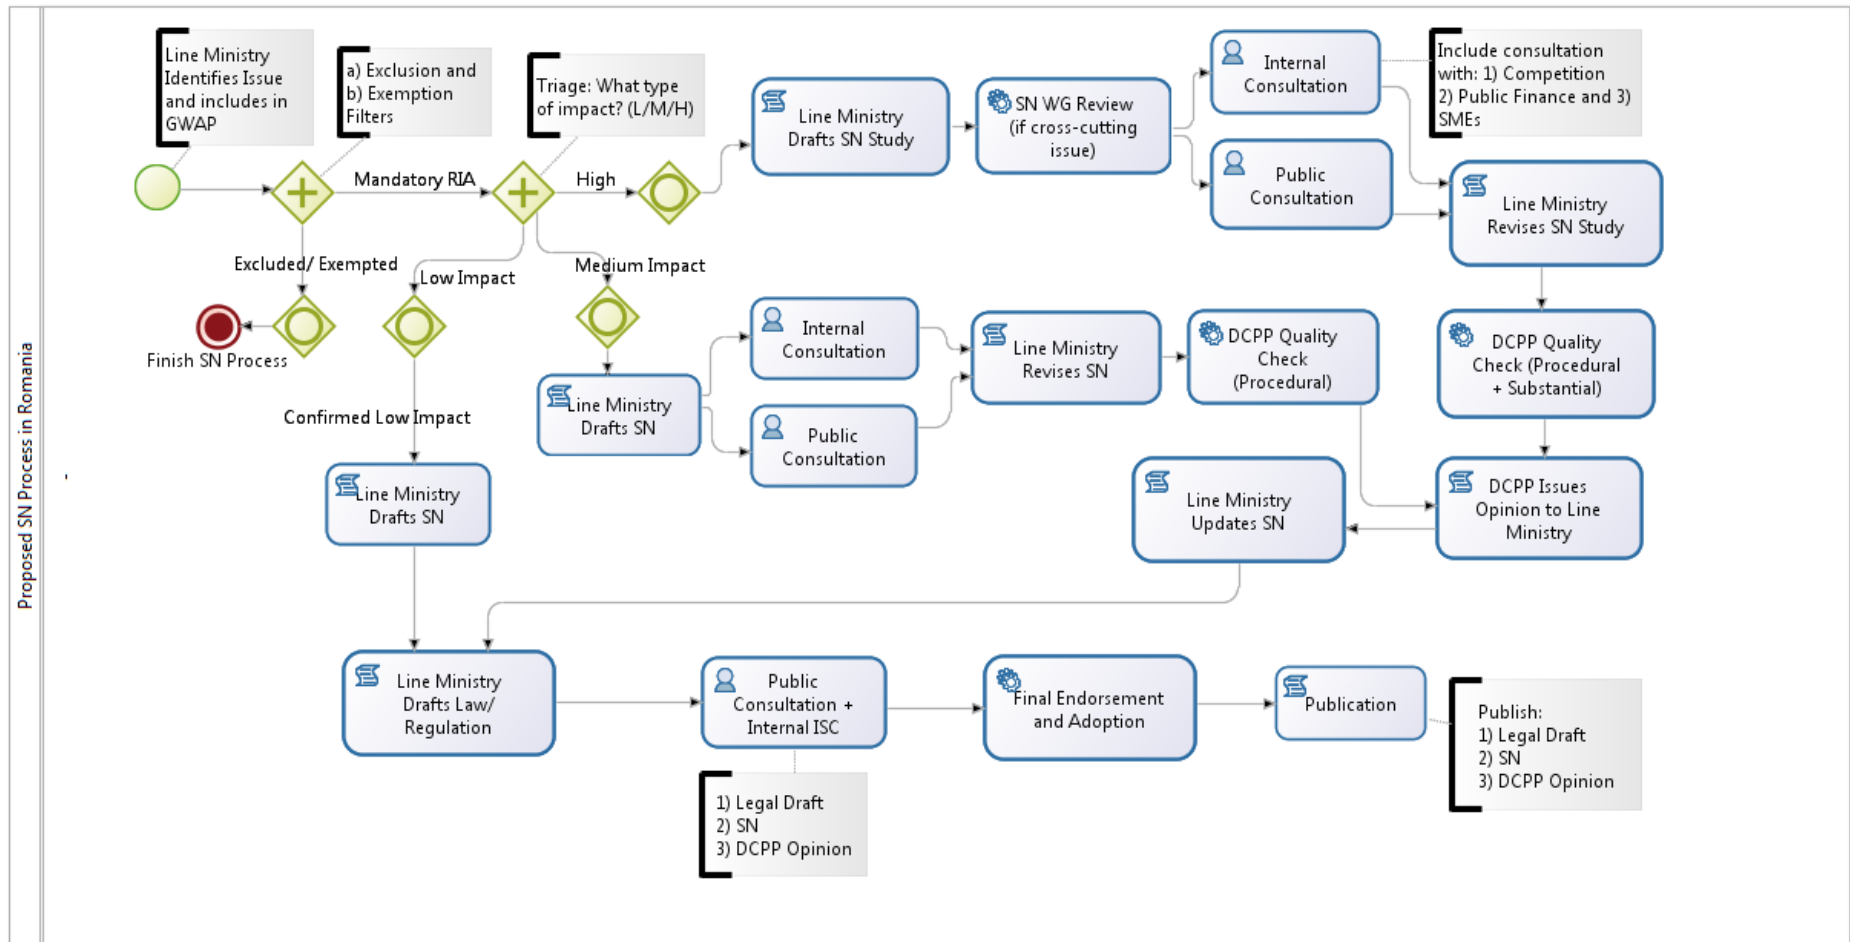 Proposed SN Process in Romania
Line Ministry
Identifies Issue
and includes in
GWAP
a) Exclusion and
b) Exemption
Filters
Triage: What type
of impact? (L/M/H)
Mandatory RIA
High
Line Ministry
Drafts SN Study
SN WG Review
(if cross-cutting
issue)
Internal
Consultation
Include consultation
with: 1) Competition
2) Public Finance and 3)
SMEs
Public
Consultation
Line Ministry
Revises SN Study
Excluded/ Exempted
Low Impact
Medium Impact
Finish SN Process
Internal
Consultation
Line Ministry
Revises SN
DCPP Quality
Check
(Procedural)
DCPP Quality
Check (Procedural
+ Substantial)
Line Ministry
Drafts SN
Public
Consultation
Confirmed Low Impact
Line Ministry
Drafts SN
Line Ministry
Updates SN
DCPP Issues
Opinion to Line
Ministry
Line Ministry
Drafts Law/
Regulation
Public
Consultation +
Internal ISC
Final Endorsement
and Adoption
Publication
Publish:
1) Legal Draft
2) SN
3) DCPP Opinion
1) Legal Draft
2) SN
3) DCPP Opinion